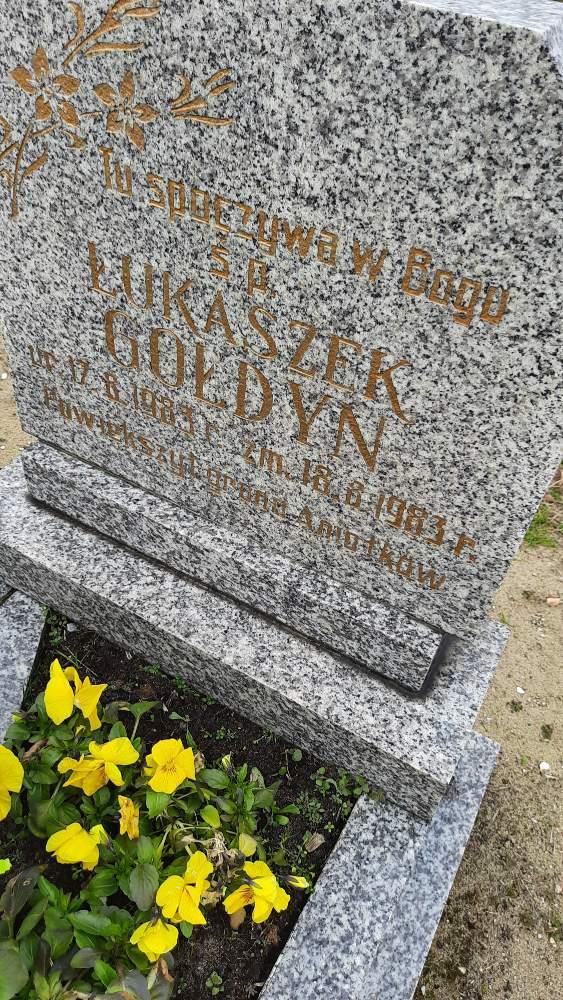 Tu spoczywa w Bogu
ś.p.
ŁUKASZEK
GOŁDYN
ur. 17.8.1983 r. zm. 18.8.1983 r.
Powiększył grono Aniołków